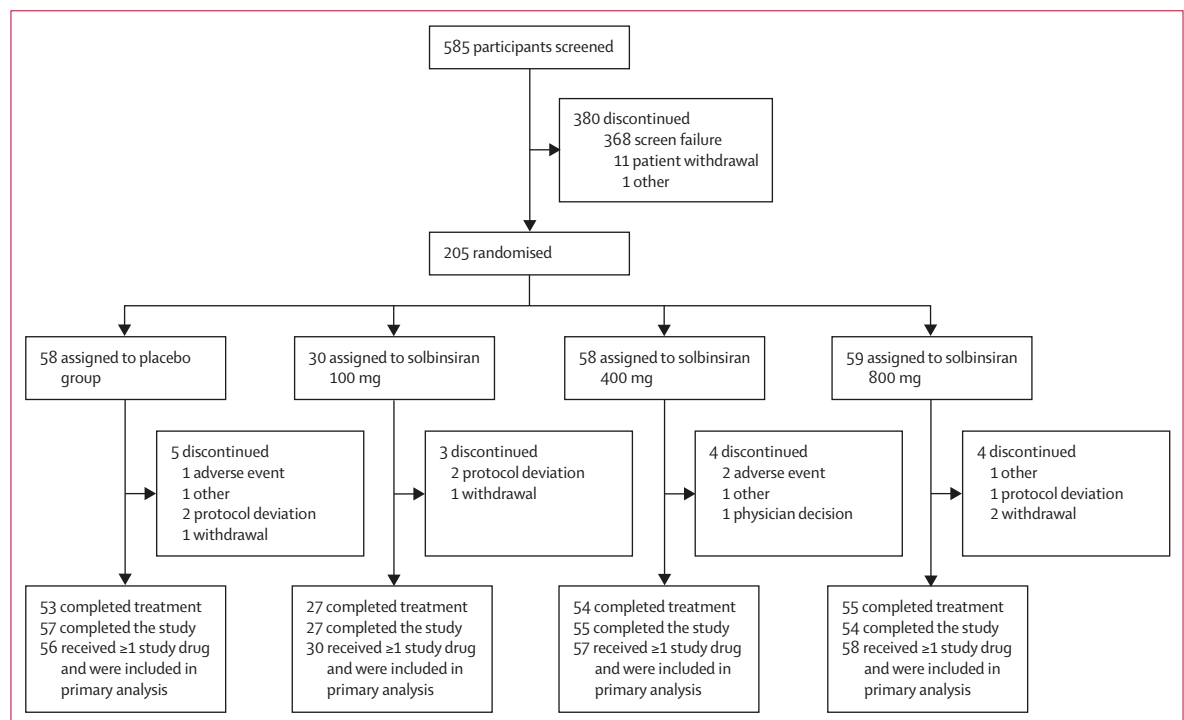 585 participants screened
380 discontinued
368 screen failure
11 patient withdrawal
1 other
205 randomised
58 assigned to placebo
group
30 assigned to solbinsiran
100 mg
58 assigned to solbinsiran
400 mg
59 assigned to solbinsiran
800 mg
5 discontinued
1 adverse event
1 other
2 protocol deviation
1 withdrawal
3 discontinued
2 protocol deviation
1 withdrawal
4 discontinued
2 adverse event
1 other
1 physician decision
4 discontinued
1 other
1 protocol deviation
2 withdrawal
53 completed treatment
57 completed the study
56 received ≥1 study drug
and were included in
primary analysis
27 completed treatment
27 completed the study
30 received ≥1 study drug
and were included in
primary analysis
54 completed treatment
55 completed the study
57 received ≥1 study drug
and were included in
primary analysis
55 completed treatment
54 completed the study
58 received ≥1 study drug
and were included in
primary analysis